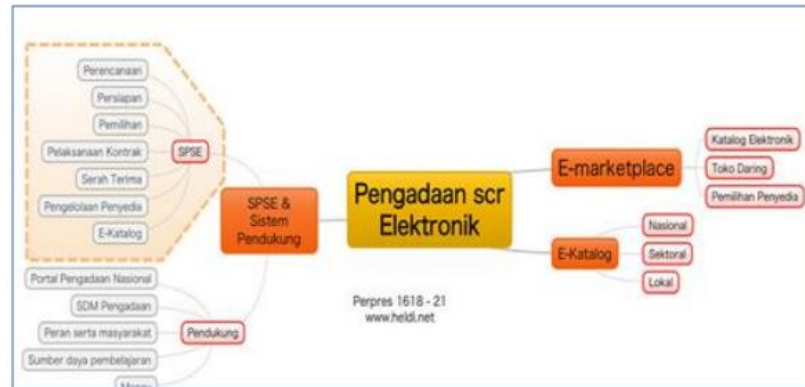 Perencanaan
Persiapan
Pemilihan
Pelaksanaan Kontrak
Serah Terima
Pengelolaan Penyedia
E-Katalog
SPSE
Portal Pengadaan Nasional
SDM Pengadaan
Peran serta masyarakat
Sumber daya pembelajaran
Pendukung
SPSE &
Sistem
Pendukung
Pengadaan scr
Elektronik
Perpres 1618 - 21
www.heldi.net
E-marketplace
Katalog Elektronik
Toko Daring
Pemilihan Penyedia
E-Katalog
Nasional
Sektoral
Lokal